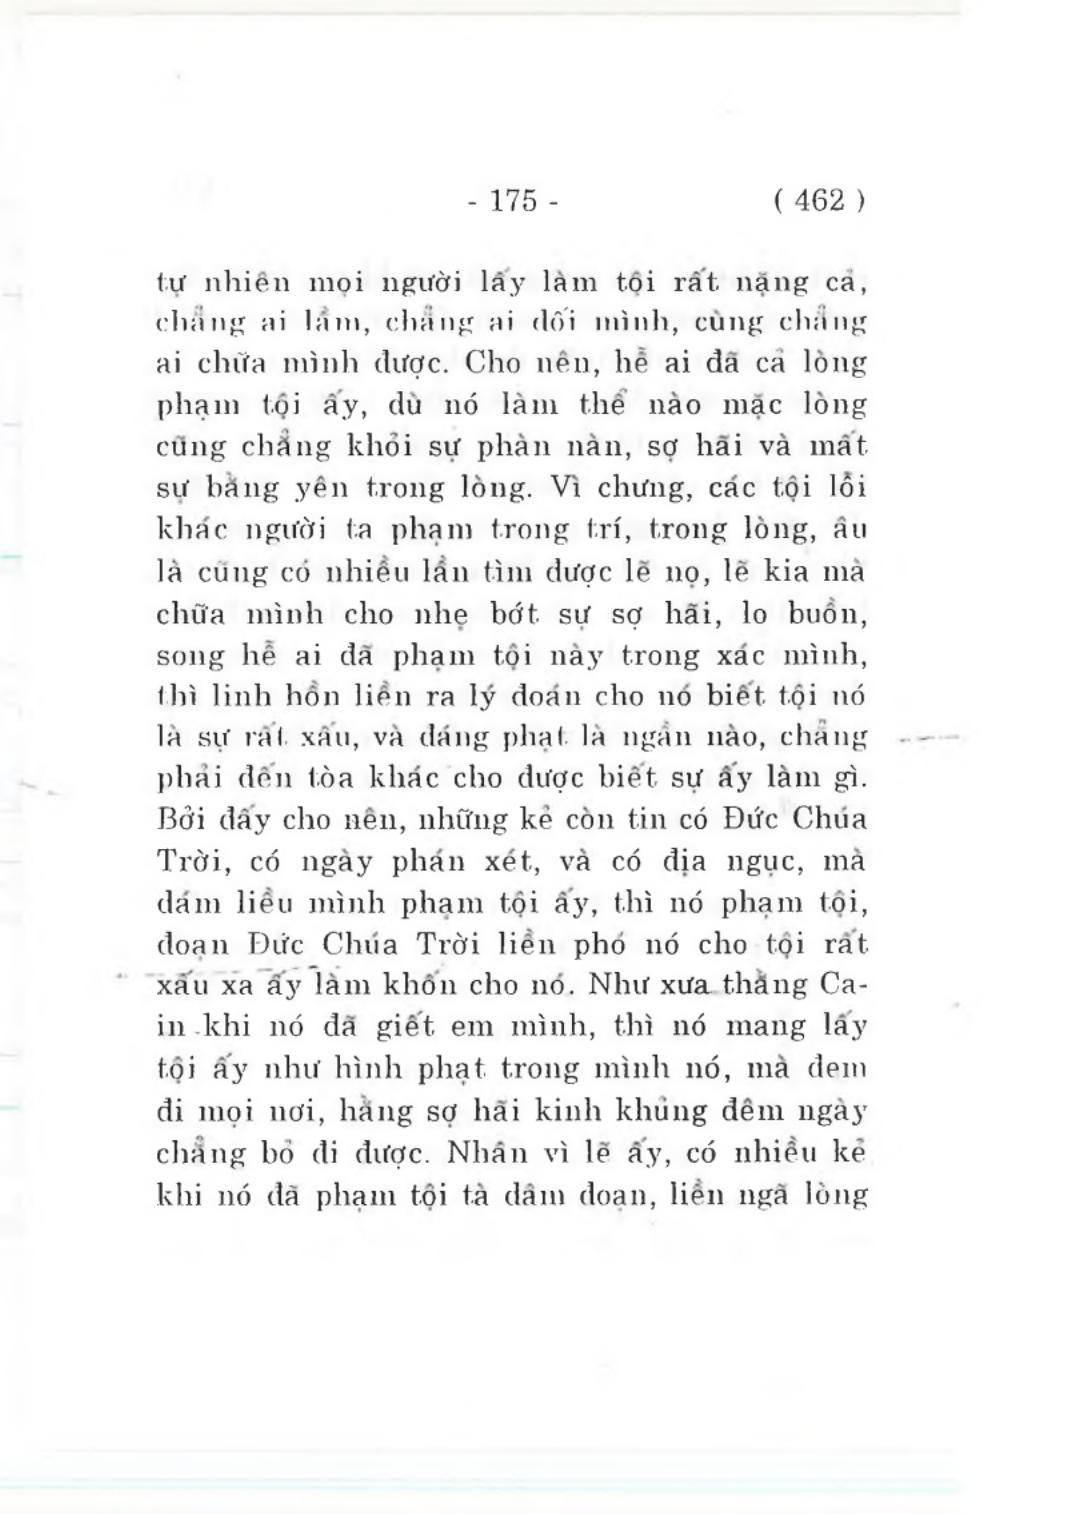 - 175 - ( 462 )
tự nhiên mọi người lấy làm tội rất nặng cả,
chẳng ai lầm, chẳng ai dối mình, cùng chẳng
ai chữa mình được. Cho nên, hễ ai đã cả lòng
phạm tội ấy, dù nó làm thể nào mặc lòng
cũng chẳng khỏi sự phàn nàn, sợ hãi và mất
sự bằng yên trong lòng. Vì chưng, các tội lỗi
khác người ta phạm trong trí, trong lòng, âu
là cũng có nhiều lần tìm được lẽ nọ, lẽ kia mà
chữa mình cho nhẹ bớt sự sợ hãi, lo buồn,
song hễ ai đã phạm tội này trong xác mình,
thì linh hồn liền ra lý đoán cho nó biết tội nó
là sự rất xấu, và đáng phạt là ngần nào, chẳng
phải đến tòa khác cho được biết sự ấy làm gì.
Bởi đấy cho nên, những kẻ còn tin có Đức Chúa
Trời, có ngày phán xét, và có địa ngục, mà
dám liều mình phạm tội ấy, thì nó phạm tội,
đoạn Đức Chúa Trời liền phó nó cho tội rất
xấu xa ấy làm khốn cho nó. Như xưa thằng Ca-
in khi nó đã giết em mình, thì nó mang lấy
tội ấy như hình phạt trong mình nó, mà đem
đi mọi nơi, hằng sợ hãi kinh khủng đêm ngày
chẳng bỏ đi được. Nhân vì lẽ ấy, có nhiều kẻ
khi nó đã phạm tội tà dâm đoạn, liền ngã lòng